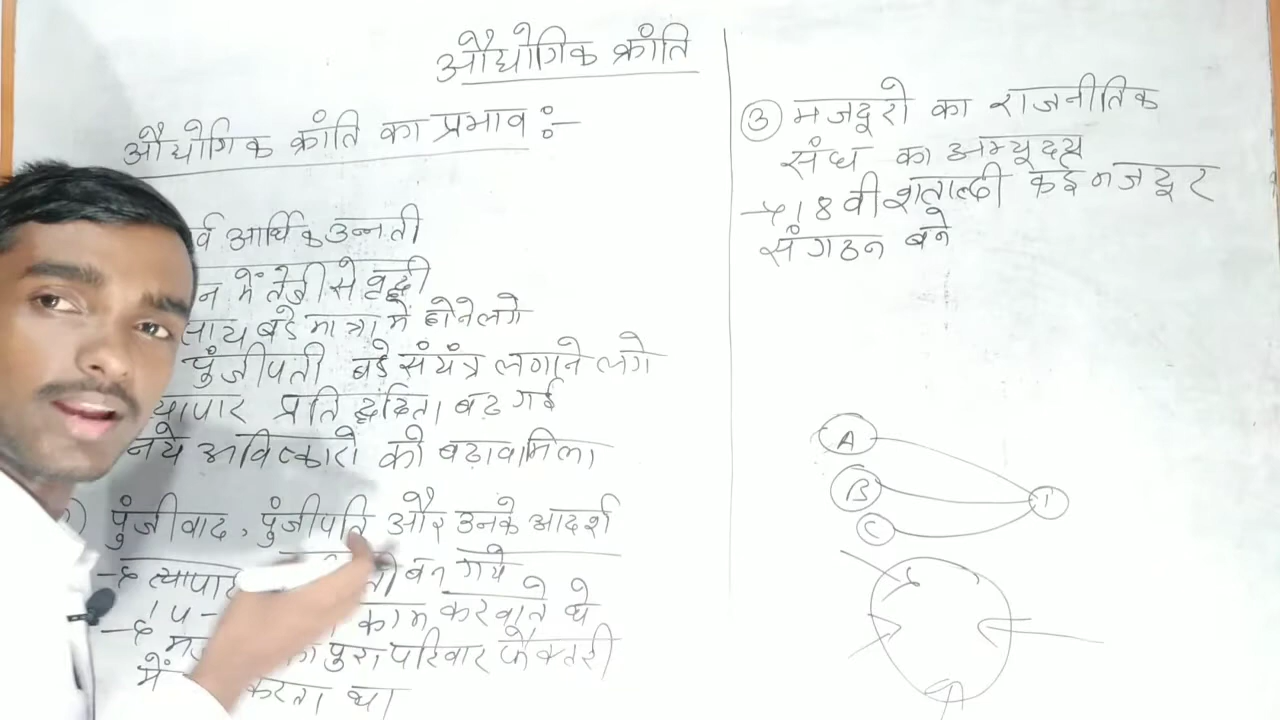 औद्योगिक क्रांति
औद्योगिक क्रांति का प्रभाव :-
आर्थिक उन्नती
में तेजी से वृद्धी
बडे मात्रा में होने लगे
पुंजीपती बडे संयंत्र लगाने लगे
प्रति द्वंदिता बढ गई
नये अविष्कारो को बढावा मिला
पुंजीवाद, पुंजीपति और उनके आदर्श
बन गये
काम करवाते थे
पुरा परिवार फैक्तरी
में करता था
③ मजदूरो का राजनीतिक
संघ का अभ्यूदय
→ 18 वी शताब्दी कई मजदूर
संगठन बने
A
B
C